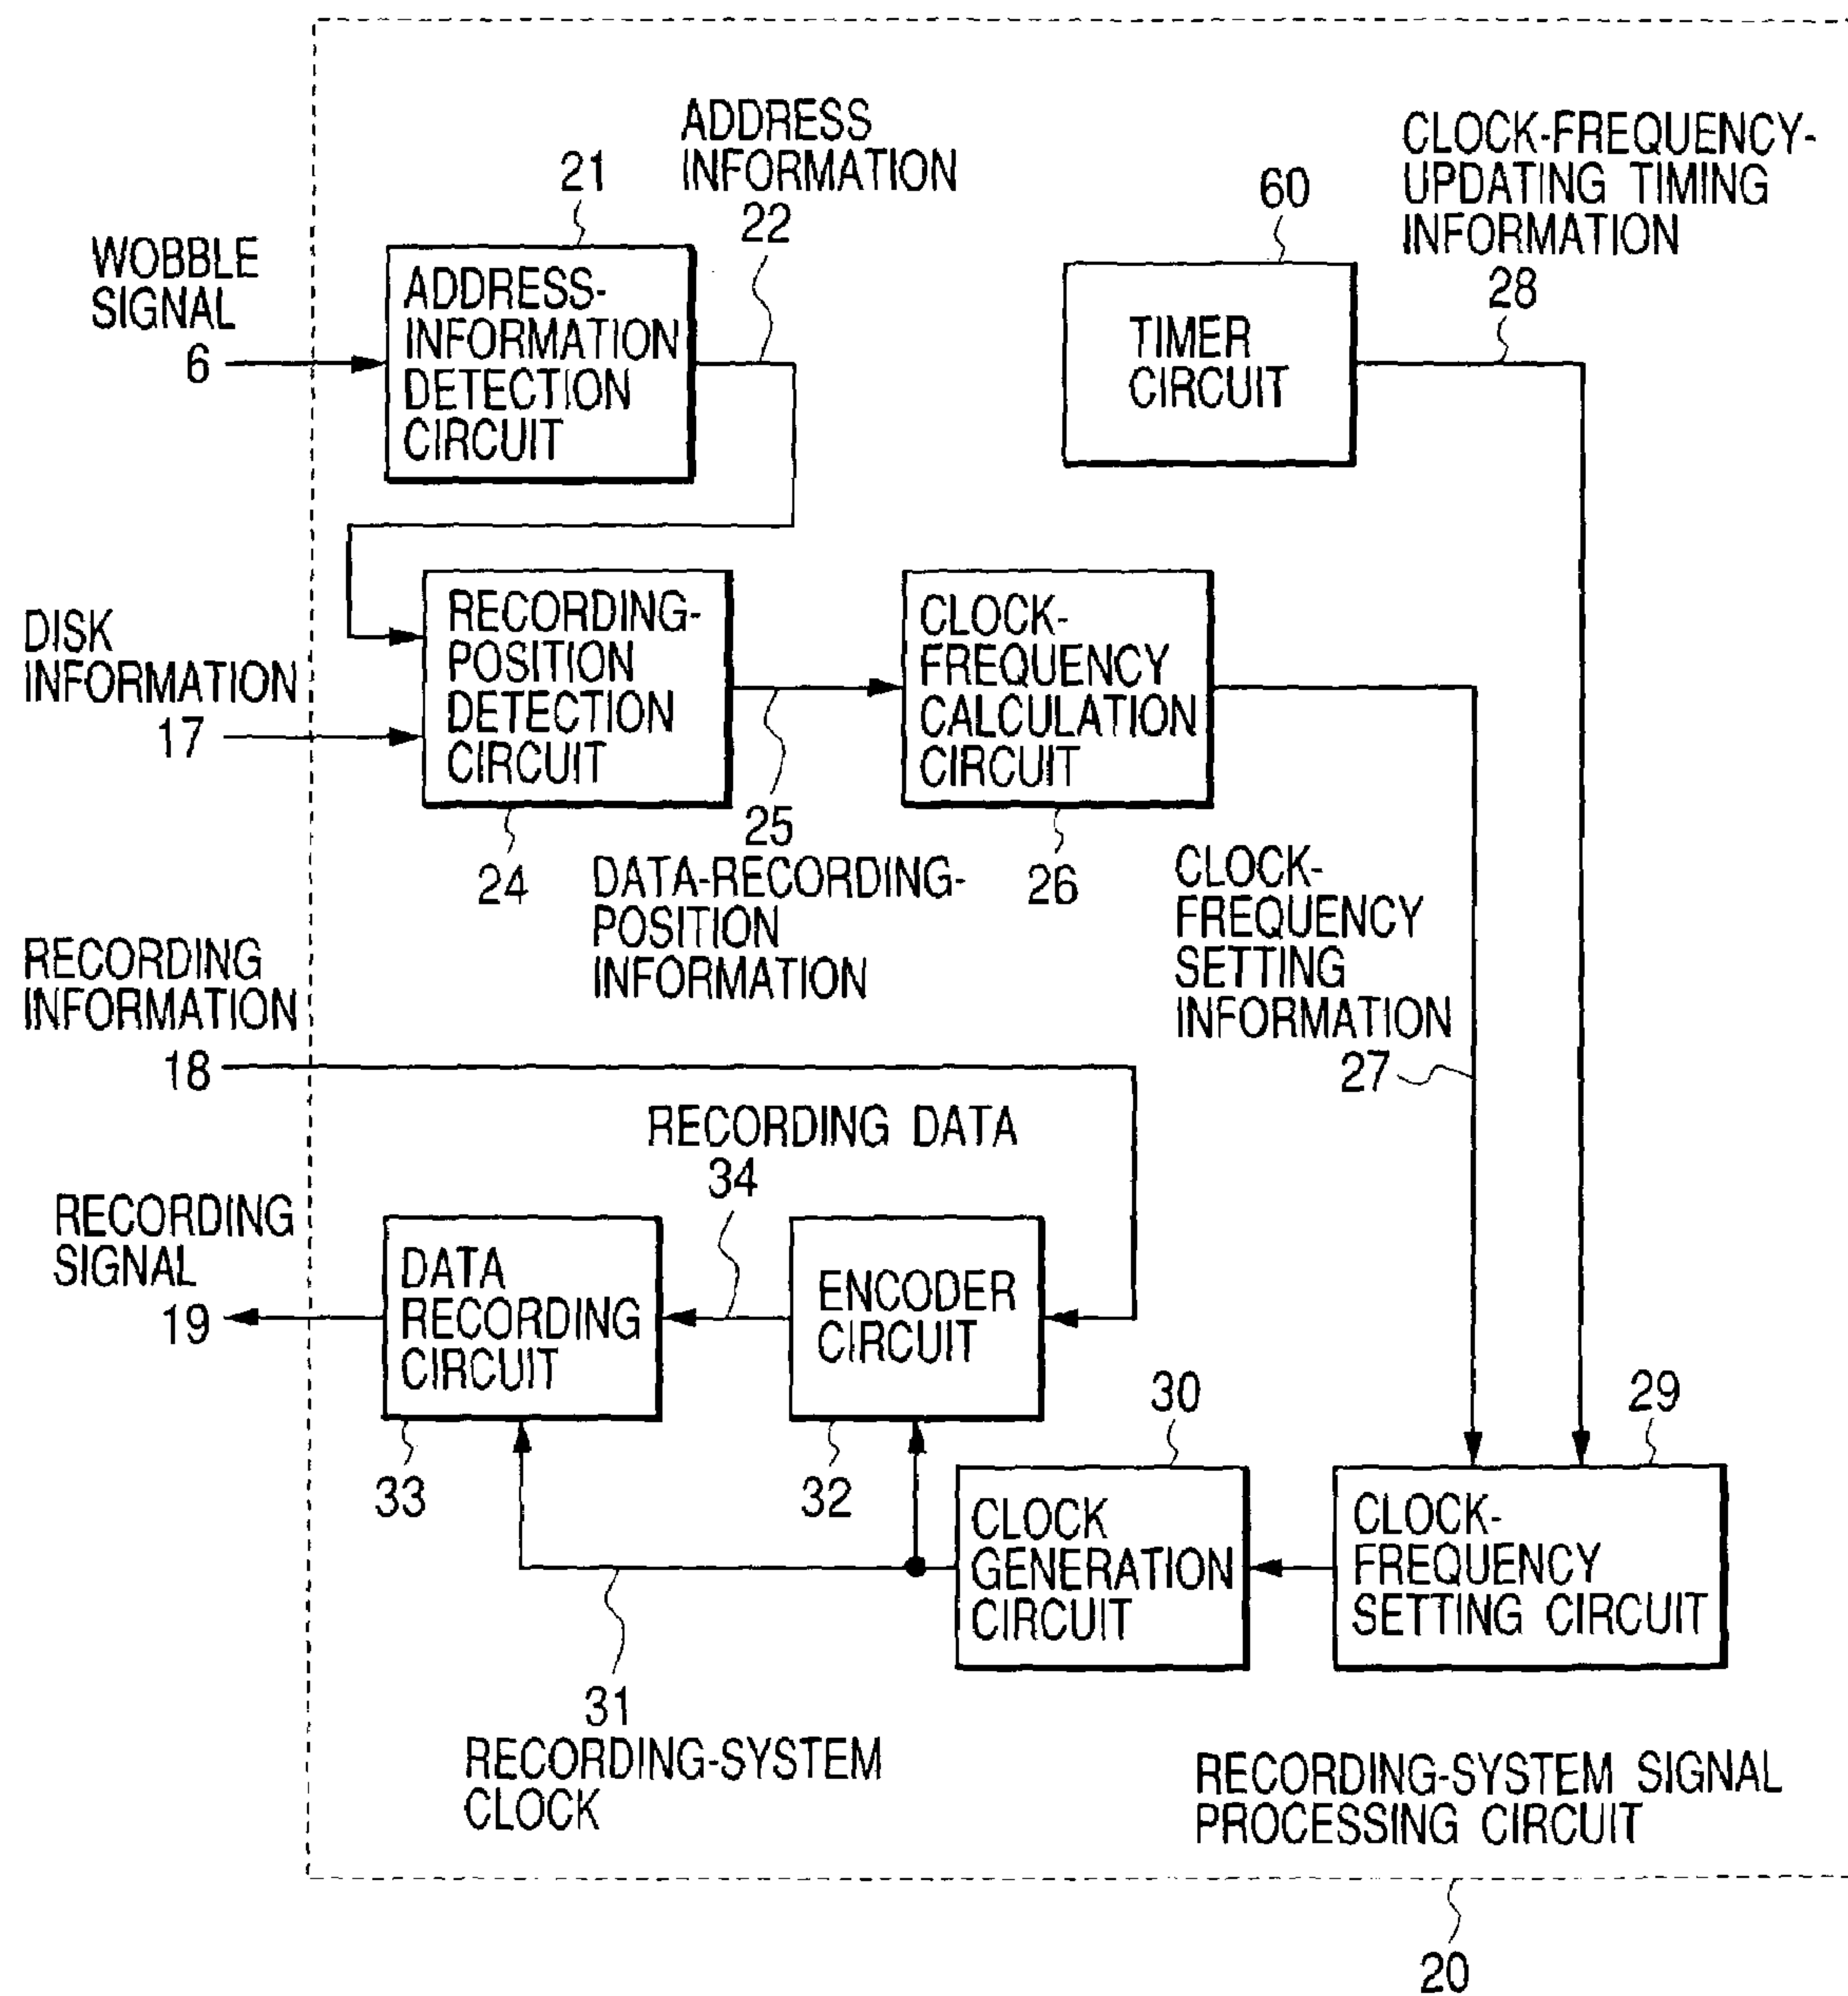 ADDRESS
INFORMATION
22
21
CLOCK-FREQUENCY-
UPDATING TIMING
INFORMATION
28
60
WOBBLE
SIGNAL
6
ADDRESS-
INFORMATION
DETECTION
CIRCUIT
TIMER
CIRCUIT
DISK
INFORMATION
17
RECORDING-
POSITION
DETECTION
CIRCUIT
24
25
DATA-RECORDING-
POSITION
INFORMATION
CLOCK-
FREQUENCY
CALCULATION
CIRCUIT
26
CLOCK-
FREQUENCY
SETTING
INFORMATION
27
RECORDING
INFORMATION
18
RECORDING DATA
34
RECORDING
SIGNAL
19
DATA
RECORDING
CIRCUIT
33
ENCODER
CIRCUIT
32
30
CLOCK
GENERATION
CIRCUIT
29
CLOCK-
FREQUENCY
SETTING CIRCUIT
31
RECORDING-SYSTEM
CLOCK
RECORDING-SYSTEM SIGNAL
PROCESSING CIRCUIT
20